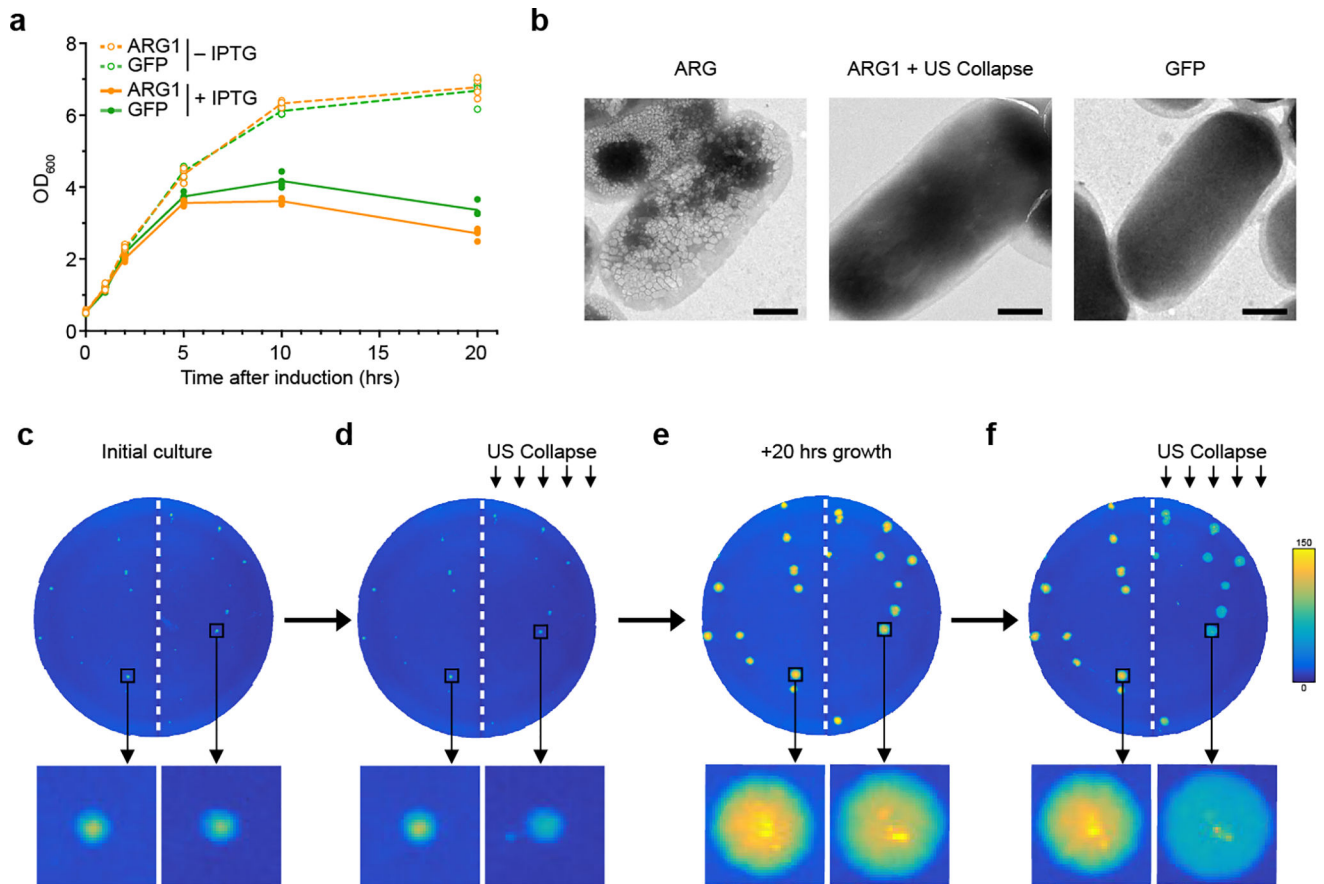 a
ARG1
GFP
– IPTG
ARG1
GFP
+ IPTG
8
6
4
2
0
OD600
0
5
10
15
20
Time after induction (hrs)
b
ARG
ARG1 + US Collapse
GFP
c
Initial culture
d
US Collapse
e
+20 hrs growth
f
US Collapse
150
0